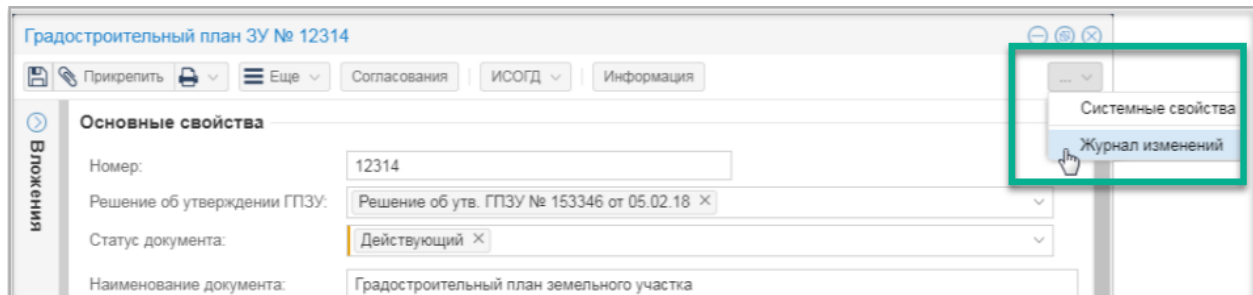 Градостроительный план ЗУ № 12314
Прикрепить Еще Согласования ИСОГД Информация ...
Системные свойства
Основные свойства
Журнал изменений
Вложения
Номер: 12314
Решение об утверждении ГПЗУ: Решение об утв. ГПЗУ № 153346 от 05.02.18 ×
Статус документа: Действующий ×
Наименование документа: Градостроительный план земельного участка